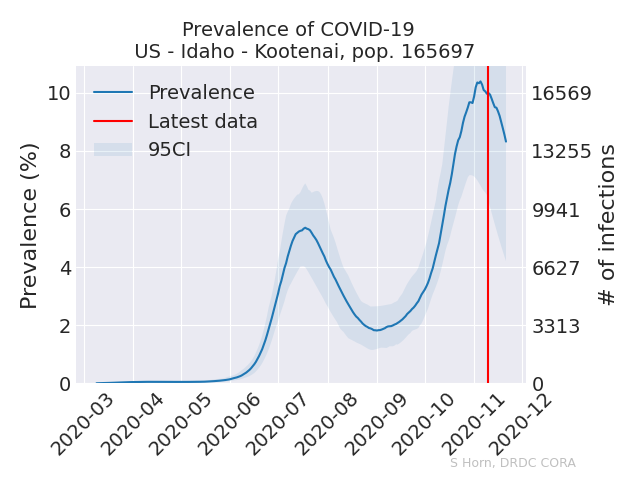 Prevalence of COVID-19
US - Idaho - Kootenai, pop. 165697
Prevalence
Latest data
95CI
Prevalence (%)
10
8
6
4
2
0
16569
13255
9941
6627
3313
0
# of infections
2020-03
2020-04
2020-05
2020-06
2020-07
2020-08
2020-09
2020-10
2020-11
2020-12
S Horn, DRDC CORA